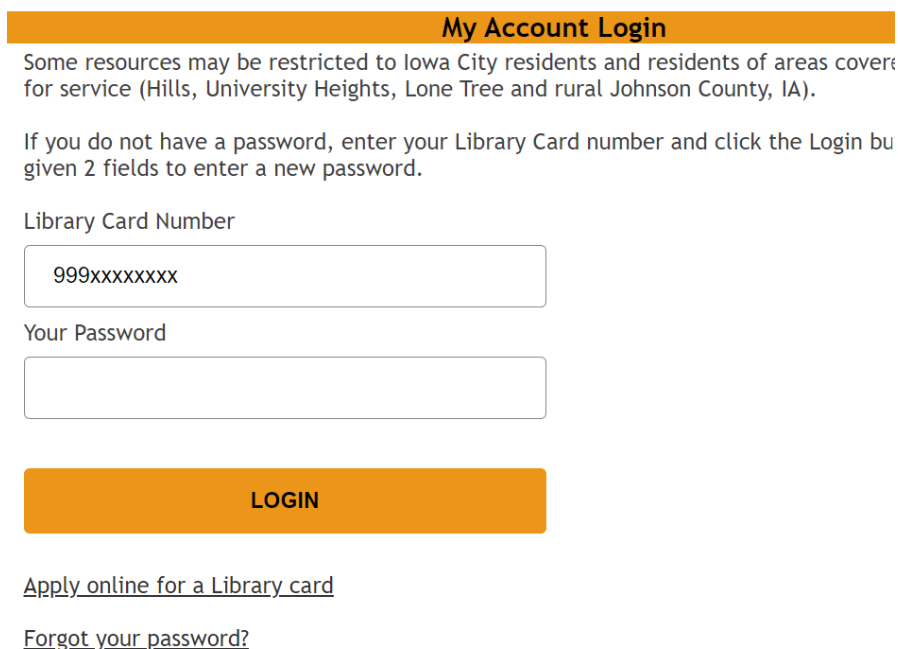 My Account Login
Some resources may be restricted to Iowa City residents and residents of areas
for service (Hills, University Heights, Lone Tree and rural Johnson County, IA).
If you do not have a password, enter your Library Card number and click the Login
given 2 fields to enter a new password.
Library Card Number
999xxxxxxxx
Your Password
LOGIN
Apply online for a Library card
Forgot your password?